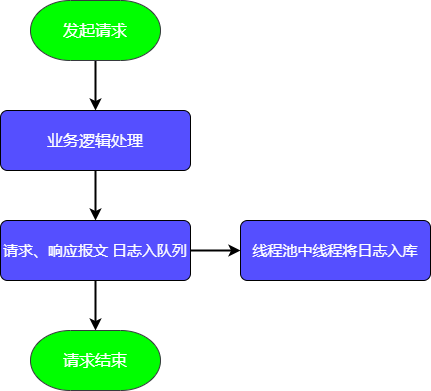 发起请求
业务逻辑处理
请求、响应报文 日志入队列
线程池中线程将日志入库
请求结束